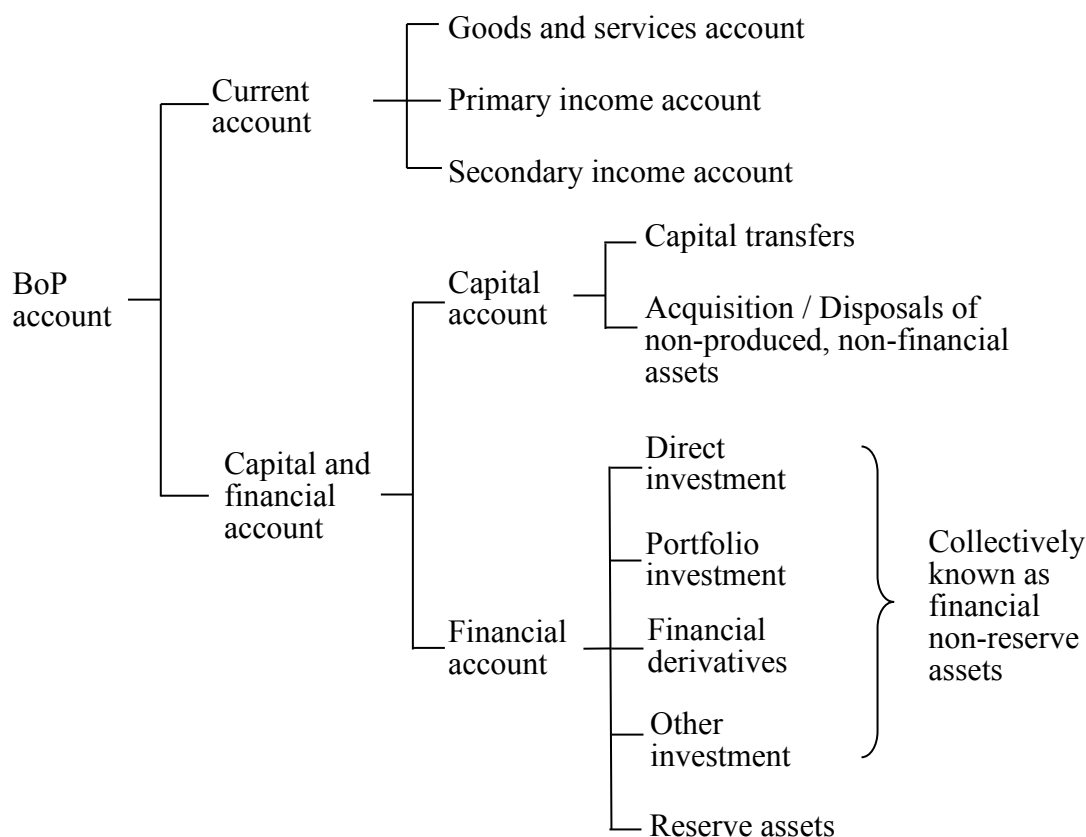 Goods and services account
Current
account
Primary income account
Secondary income account
Capital transfers
BoP
account
Capital
account
Acquisition / Disposals of
non-produced, non-financial
assets
Capital and
financial
account
Direct
investment
Portfolio
investment
Collectively
known as
financial
non-reserve
assets
Financial
account
Financial
derivatives
Other
investment
Reserve assets